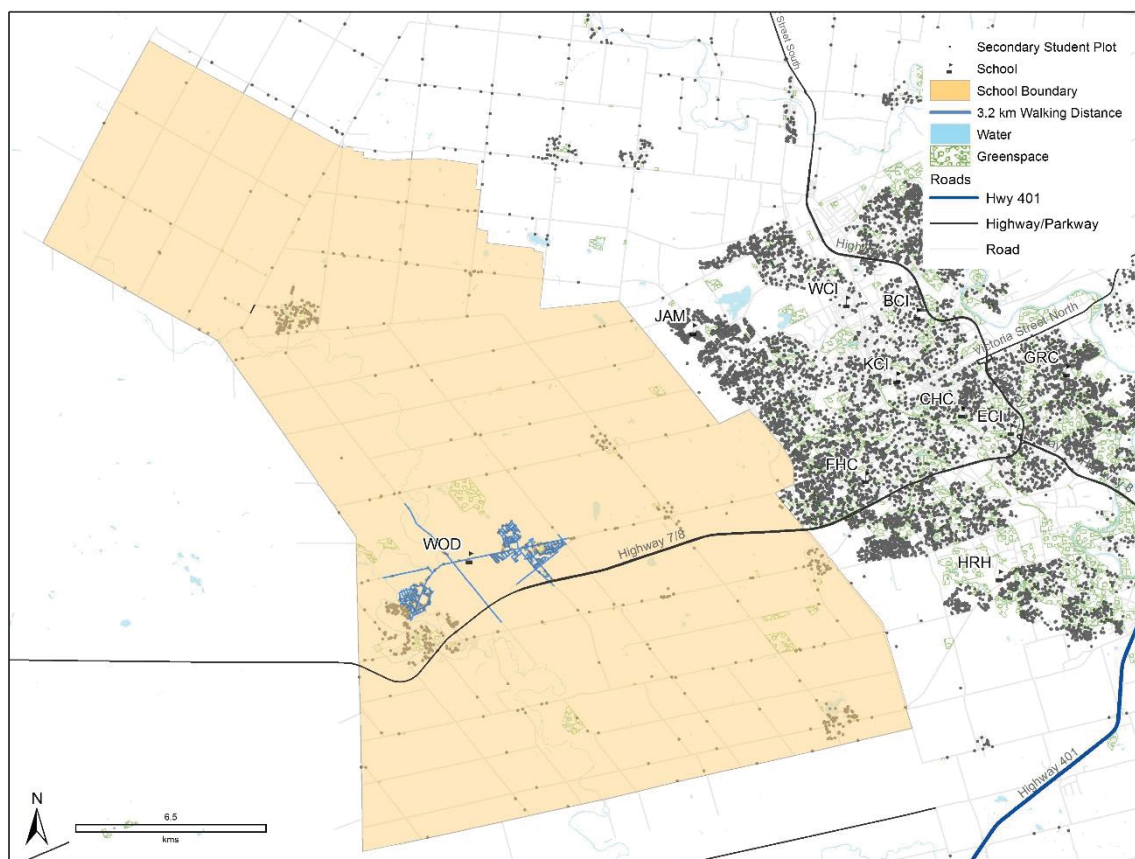 Street South
Secondary Student Plot
School
School Boundary
3.2 km Walking Distance
Water
Greenspace
Roads
Hwy 401
Highway/Parkway
Road
WCI
BCI
JAM
Victoria Street North
GRC
KCI
CHC
ECI
FHC
WOD
Highway 7/8
HRH
Highway 401
N
6.5
kms